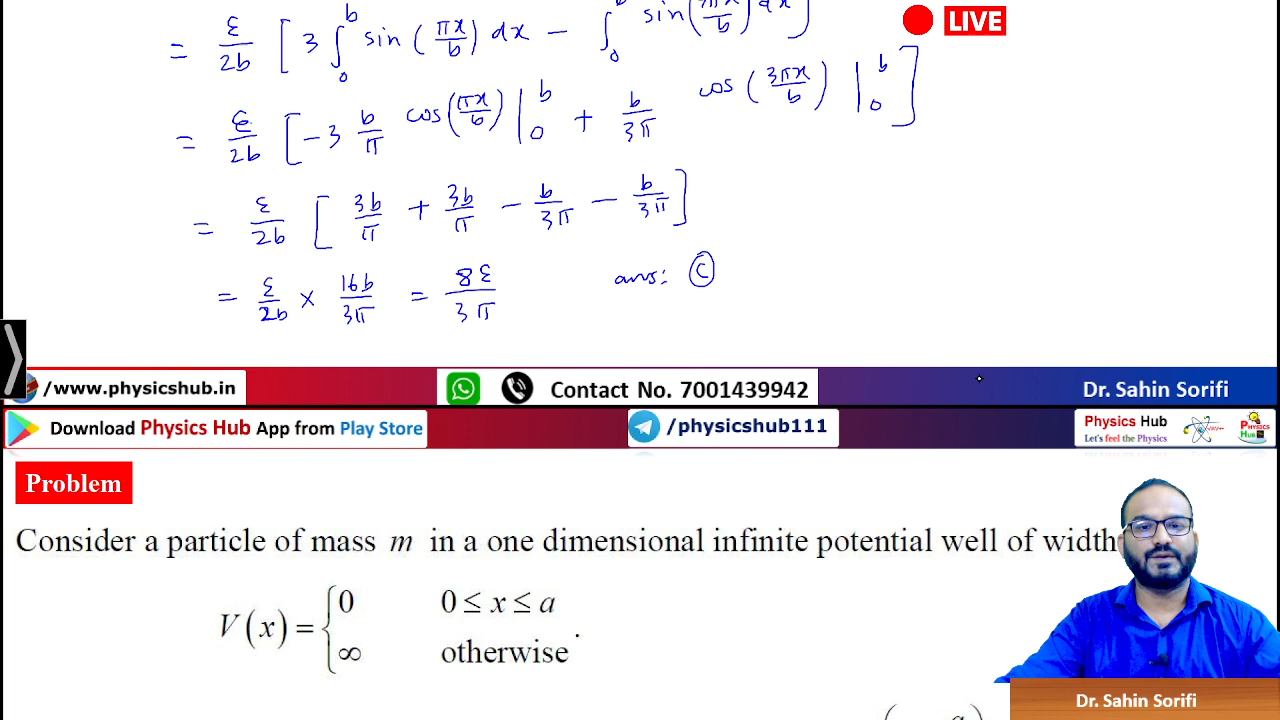 = ε/2b [ 3 ∫₀ᵇ sin (πx/b) dx − ∫₀ sin(3πx/b) dx ]
LIVE
= ε/2b [ −3 b/π cos(πx/b) |₀ᵇ + b/3π cos (3πx/b) |₀ᵇ ]
= ε/2b [ 3b/π + 3b/π − b/3π − b/3π ]
= ε/2b × 16b/3π = 8ε/3π ans: Ⓒ
/www.physicshub.in Contact No. 7001439942 Dr. Sahin Sorifi
Download Physics Hub App from Play Store /physicshub111 Physics Hub
Let's feel the Physics
Problem
Consider a particle of mass m in a one dimensional infinite potential well of width
V(x) = { 0 0 ≤ x ≤ a
∞ otherwise .
Dr. Sahin Sorifi